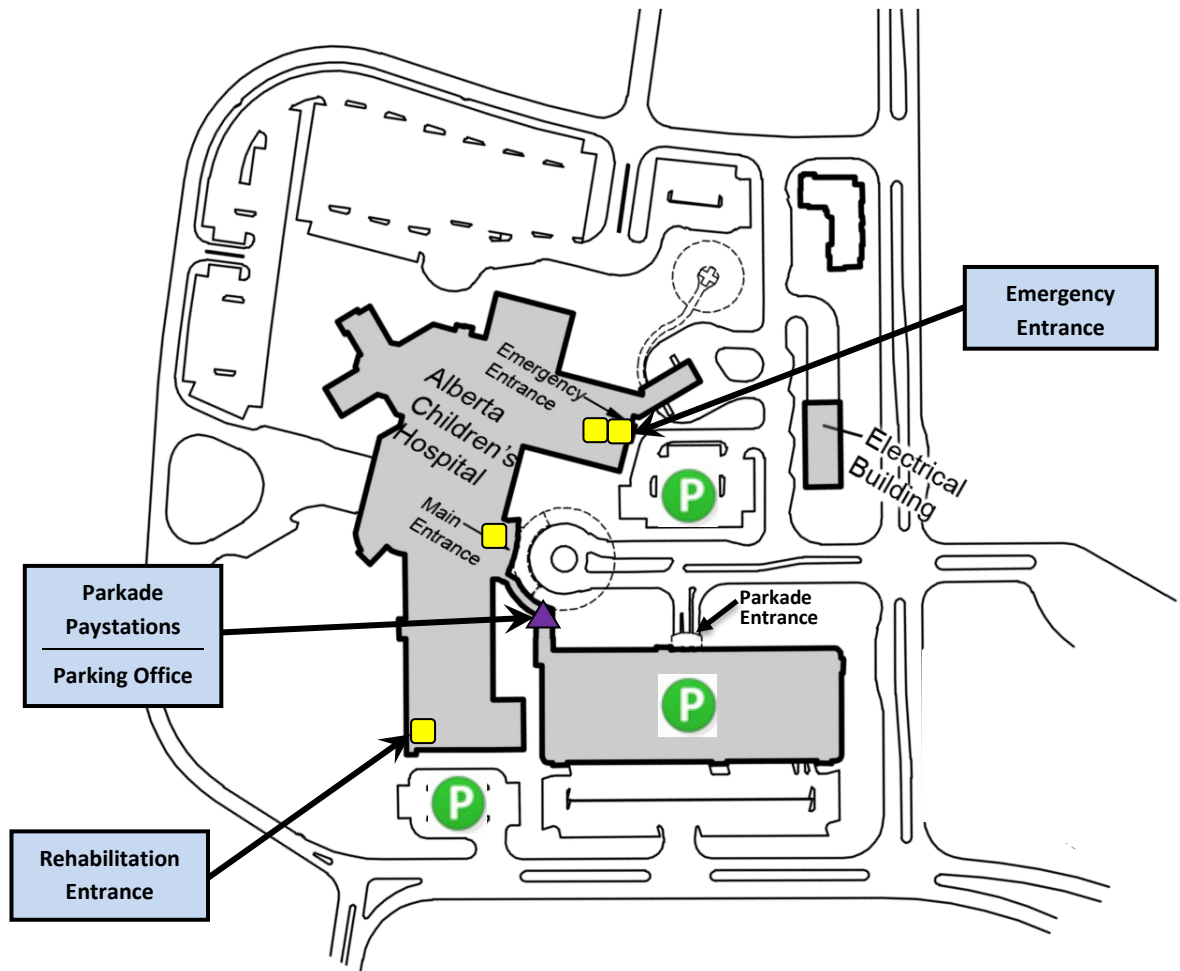 Emergency
Entrance
Emergency
Entrance
Alberta
Children's
Hospital
Electrical
Building
P
Main
Entrance
Parkade
Paystations
Parking Office
Parkade
Entrance
P
P
Rehabilitation
Entrance